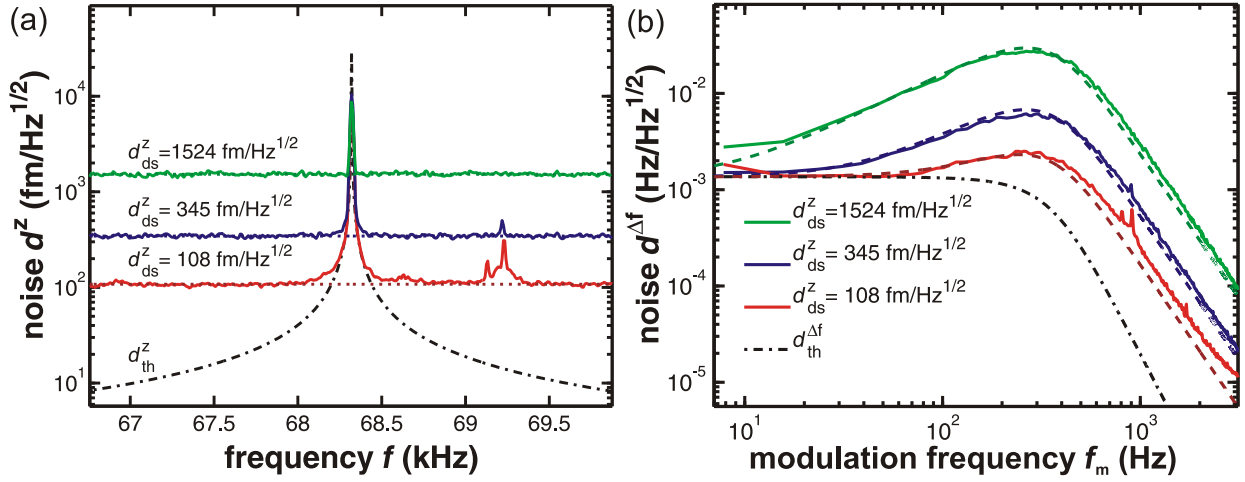 (a)
noise d^z (fm/Hz^1/2)
10^4
10^3
10^2
10^1
d^z_ds=1524 fm/Hz^1/2
d^z_ds= 345 fm/Hz^1/2
d^z_ds= 108 fm/Hz^1/2
d^z_th
67 67.5 68 68.5 69 69.5
frequency f (kHz)
(b)
noise d^Δf (Hz/Hz^1/2)
10^-2
10^-3
10^-4
10^-5
d^z_ds=1524 fm/Hz^1/2
d^z_ds= 345 fm/Hz^1/2
d^z_ds= 108 fm/Hz^1/2
d^Δf_th
10^1 10^2 10^3
modulation frequency f_m (Hz)